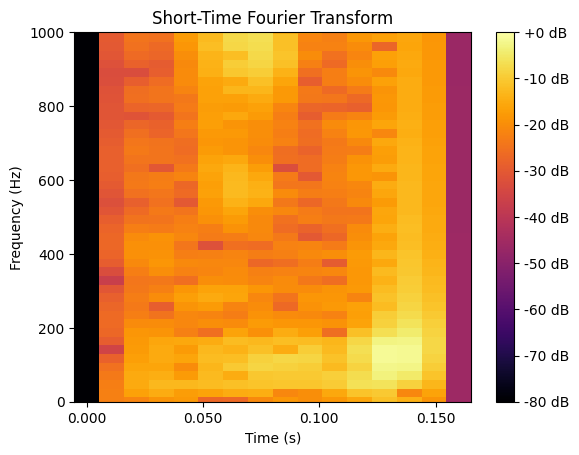 Short-Time Fourier Transform
1000
800
600
400
200
0
Frequency (Hz)
0.000
0.050
0.100
0.150
Time (s)
+0 dB
-10 dB
-20 dB
-30 dB
-40 dB
-50 dB
-60 dB
-70 dB
-80 dB